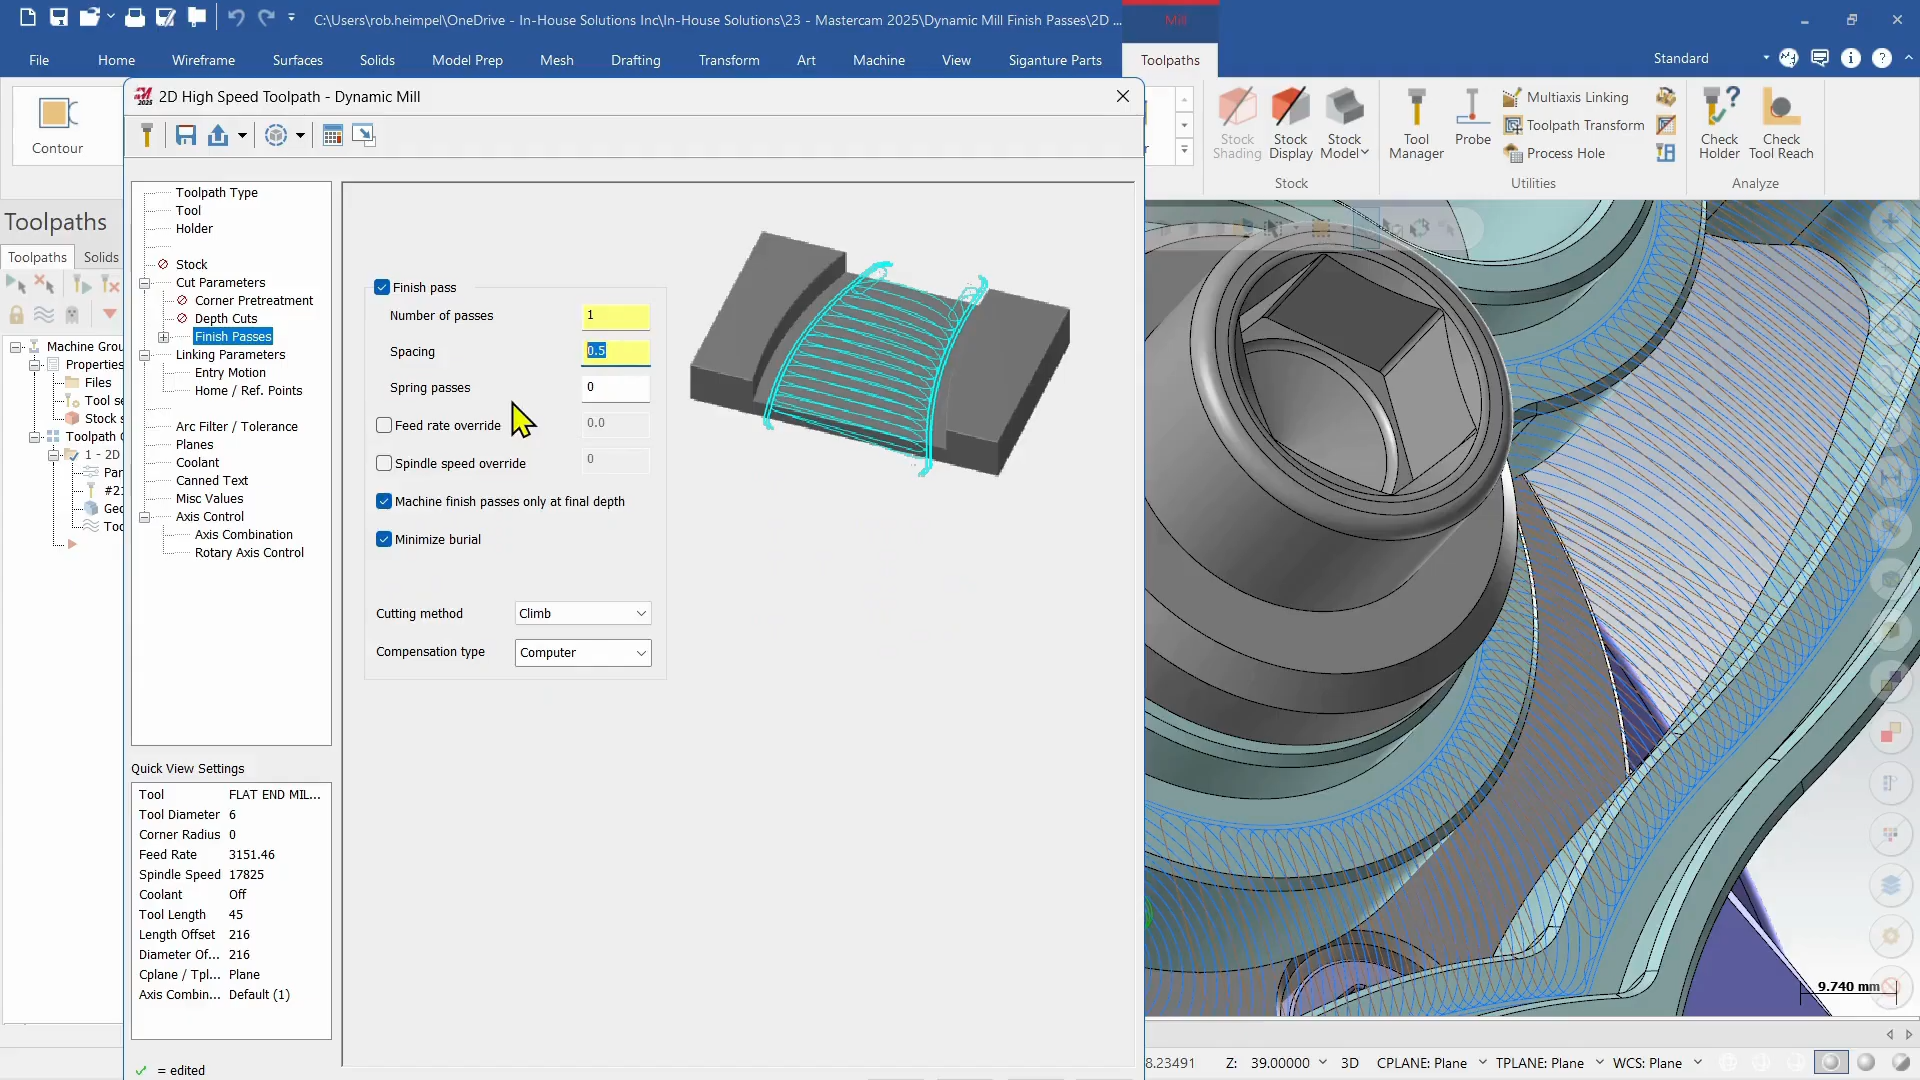 C:\Users\rob.heimpel\OneDrive - In-House Solutions Inc\In-House Solutions\23 - Mastercam 2025\Dynamic Mill Finish Passes\2D ...
Mill
File
Home
Wireframe
Surfaces
Solids
Model Prep
Mesh
Drafting
Transform
Art
Machine
View
Siganture Parts
Toolpaths
Standard
Contour
2D High Speed Toolpath - Dynamic Mill
Stock Shading
Stock Display
Stock Model
Stock
Tool Manager
Probe
Multiaxis Linking
Toolpath Transform
Process Hole
Utilities
Check Holder
Check Tool Reach
Analyze
Toolpaths
Toolpaths
Solids
Machine Grou
Properties
Files
Tool se
Stock s
Toolpath G
1 - 2D
Par
#2
Geo
Too
Toolpath Type
Tool
Holder
Stock
Cut Parameters
Corner Pretreatment
Depth Cuts
Finish Passes
Linking Parameters
Entry Motion
Home / Ref. Points
Arc Filter / Tolerance
Planes
Coolant
Canned Text
Misc Values
Axis Control
Axis Combination
Rotary Axis Control
Finish pass
Number of passes 1
Spacing 0.5
Spring passes 0
Feed rate override 0.0
Spindle speed override 0
Machine finish passes only at final depth
Minimize burial
Cutting method Climb
Compensation type Computer
Quick View Settings
Tool FLAT END MIL...
Tool Diameter 6
Corner Radius 0
Feed Rate 3151.46
Spindle Speed 17825
Coolant Off
Tool Length 45
Length Offset 216
Diameter Of... 216
Cplane / Tpl... Plane
Axis Combin... Default (1)
= edited
9.740 mm
8.23491
Z: 39.00000
3D
CPLANE: Plane
TPLANE: Plane
WCS: Plane